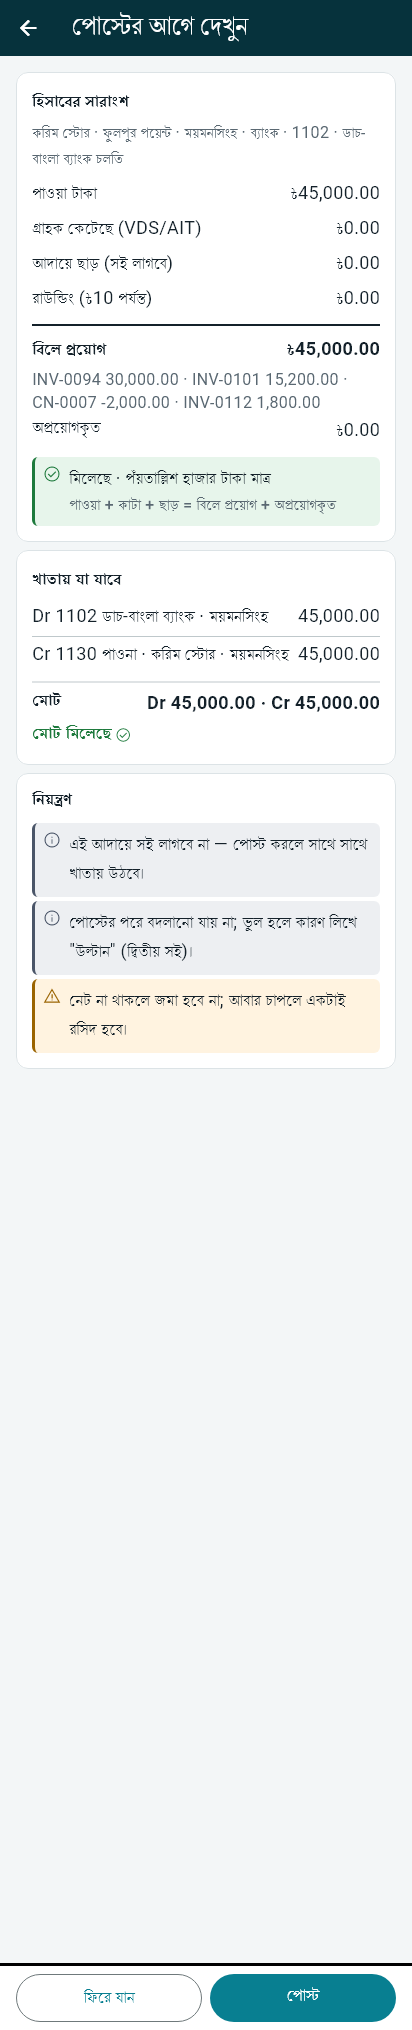 পোস্টের আগে দেখুন
হিসাবের সারাংশ
করিম স্টোর · ফুলপুর পয়েন্ট · ময়মনসিংহ · ব্যাংক · 1102 · ডাচ-
বাংলা ব্যাংক চলতি
পাওয়া টাকা ৳45,000.00
গ্রাহক কেটেছে (VDS/AIT) ৳0.00
আদায়ে ছাড় (সই লাগবে) ৳0.00
রাউন্ডিং (৳10 পর্যন্ত) ৳0.00
বিলে প্রয়োগ ৳45,000.00
INV-0094 30,000.00 · INV-0101 15,200.00 ·
CN-0007 -2,000.00 · INV-0112 1,800.00
অপ্রয়োগকৃত ৳0.00
মিলেছে · পঁয়তাল্লিশ হাজার টাকা মাত্র
পাওয়া + কাটা + ছাড় = বিলে প্রয়োগ + অপ্রয়োগকৃত
খাতায় যা যাবে
Dr 1102 ডাচ-বাংলা ব্যাংক · ময়মনসিংহ 45,000.00
Cr 1130 পাওনা · করিম স্টোর · ময়মনসিংহ 45,000.00
মোট Dr 45,000.00 · Cr 45,000.00
মোট মিলেছে
নিয়ন্ত্রণ
এই আদায়ে সই লাগবে না — পোস্ট করলে সাথে সাথে
খাতায় উঠবে।
পোস্টের পরে বদলানো যায় না; ভুল হলে কারণ লিখে
"উল্টান" (দ্বিতীয় সই)।
নেট না থাকলে জমা হবে না; আবার চাপলে একটাই
রসিদ হবে।
ফিরে যান পোস্ট